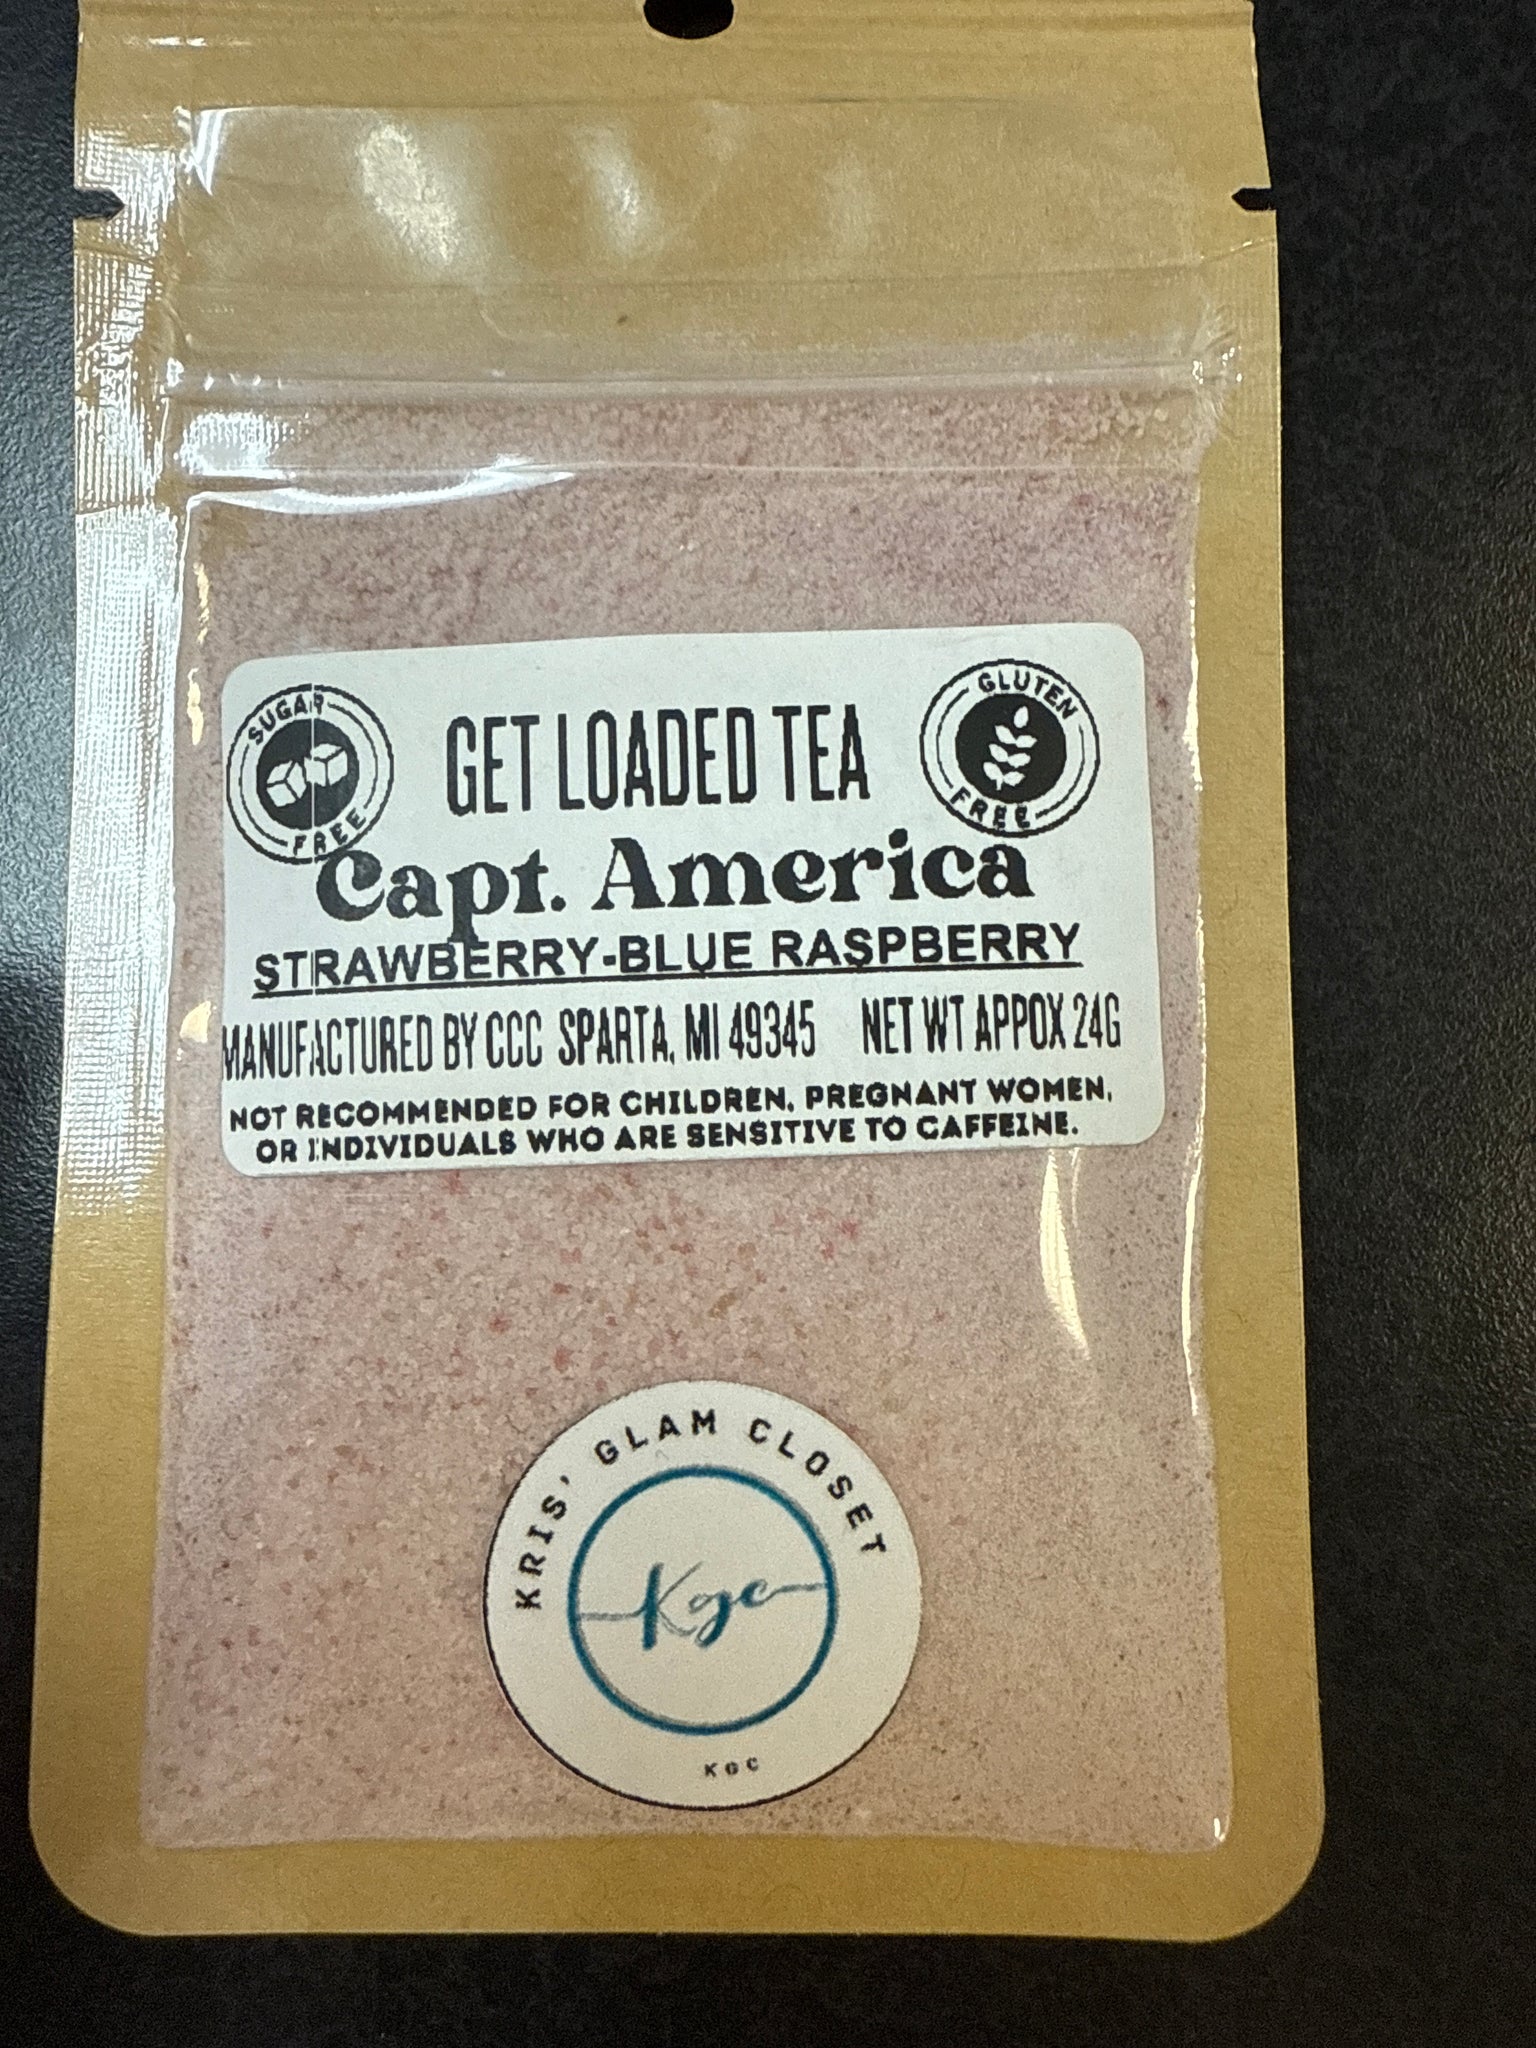 SUGAR FREE
GLUTEN FREE
GET LOADED TEA
Capt. America
STRAWBERRY-BLUE RASPBERRY
MANUFACTURED BY CCC SPARTA, MI 49345 NET WT APPOX 24G
NOT RECOMMENDED FOR CHILDREN, PREGNANT WOMEN,
OR INDIVIDUALS WHO ARE SENSITIVE TO CAFFEINE.
KRIS' GLAM CLOSET
Kgc
KGC